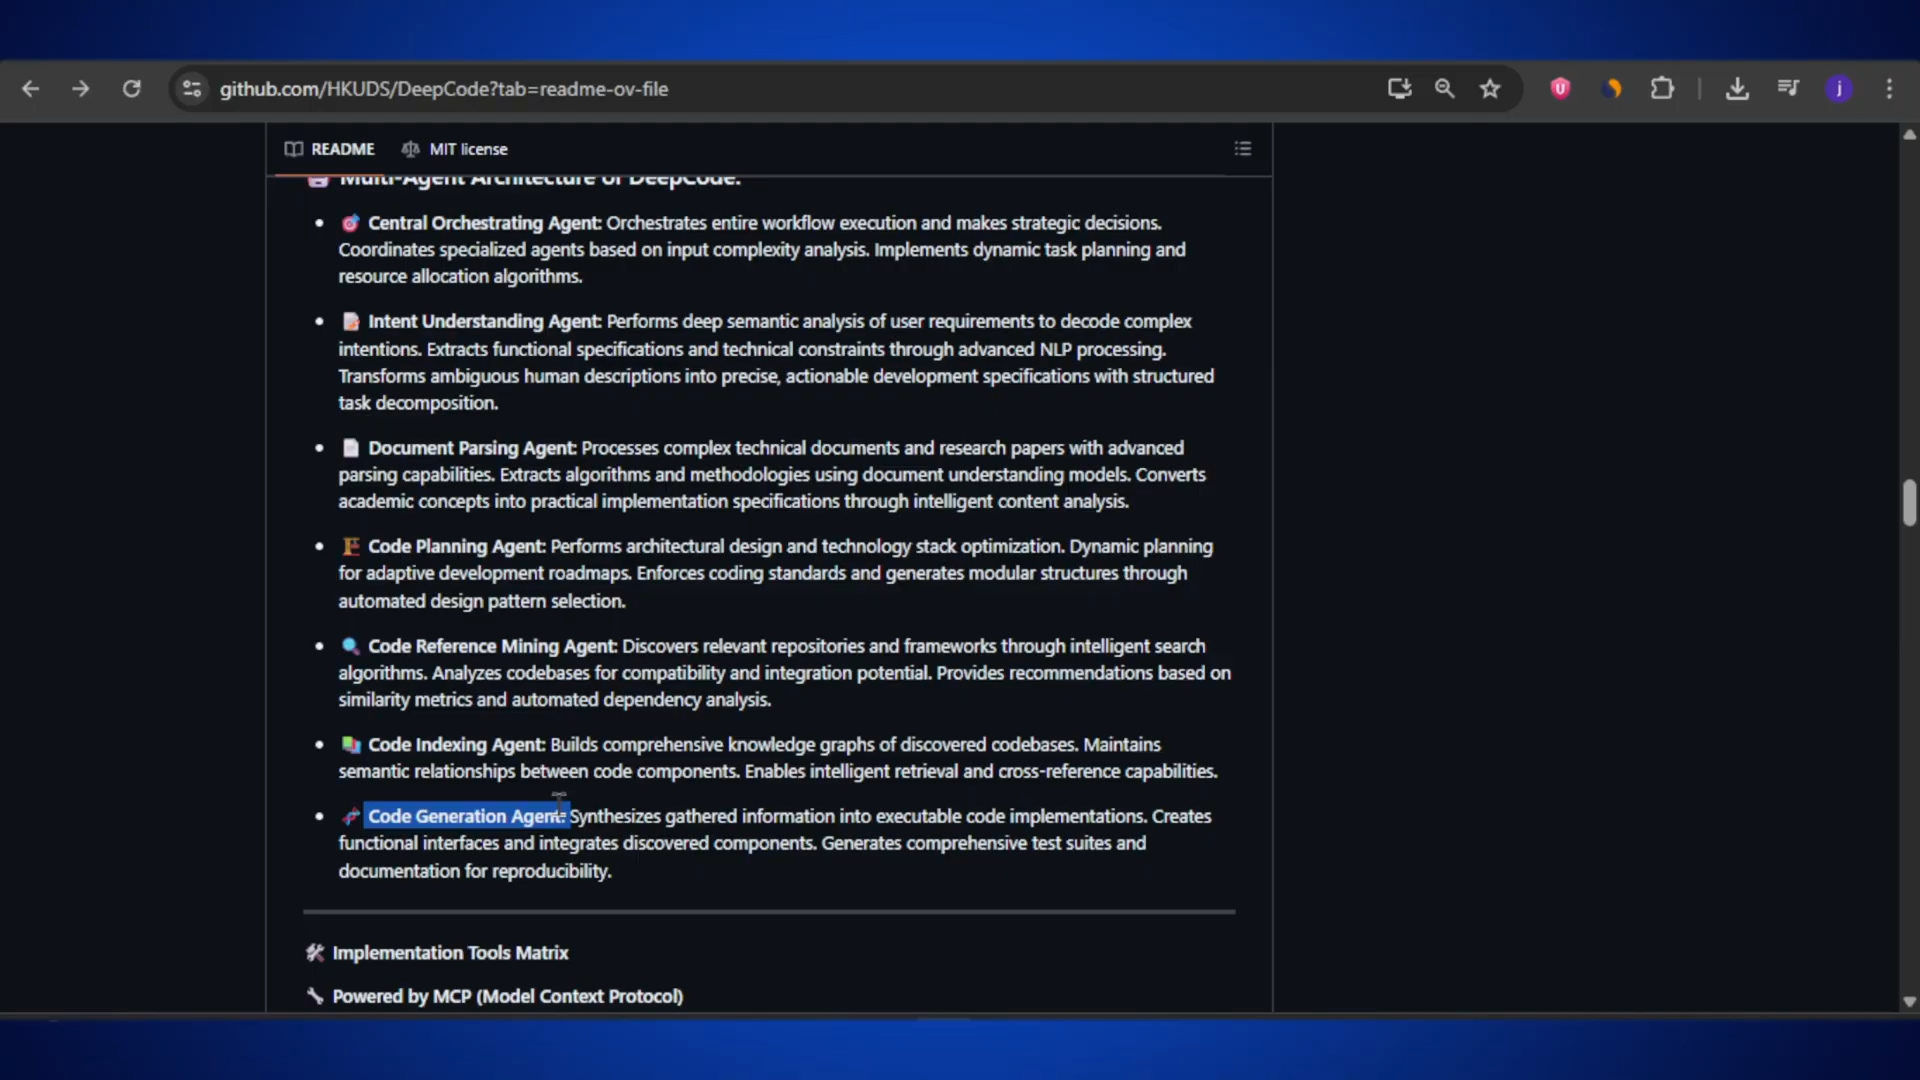 github.com/HKUDS/DeepCode?tab=readme-ov-file
j
README MIT license
Multi-Agent Architecture of DeepCode:
Central Orchestrating Agent: Orchestrates entire workflow execution and makes strategic decisions.
Coordinates specialized agents based on input complexity analysis. Implements dynamic task planning and
resource allocation algorithms.
Intent Understanding Agent: Performs deep semantic analysis of user requirements to decode complex
intentions. Extracts functional specifications and technical constraints through advanced NLP processing.
Transforms ambiguous human descriptions into precise, actionable development specifications with structured
task decomposition.
Document Parsing Agent: Processes complex technical documents and research papers with advanced
parsing capabilities. Extracts algorithms and methodologies using document understanding models. Converts
academic concepts into practical implementation specifications through intelligent content analysis.
Code Planning Agent: Performs architectural design and technology stack optimization. Dynamic planning
for adaptive development roadmaps. Enforces coding standards and generates modular structures through
automated design pattern selection.
Code Reference Mining Agent: Discovers relevant repositories and frameworks through intelligent search
algorithms. Analyzes codebases for compatibility and integration potential. Provides recommendations based on
similarity metrics and automated dependency analysis.
Code Indexing Agent: Builds comprehensive knowledge graphs of discovered codebases. Maintains
semantic relationships between code components. Enables intelligent retrieval and cross-reference capabilities.
Code Generation Agent: Synthesizes gathered information into executable code implementations. Creates
functional interfaces and integrates discovered components. Generates comprehensive test suites and
documentation for reproducibility.
Implementation Tools Matrix
Powered by MCP (Model Context Protocol)